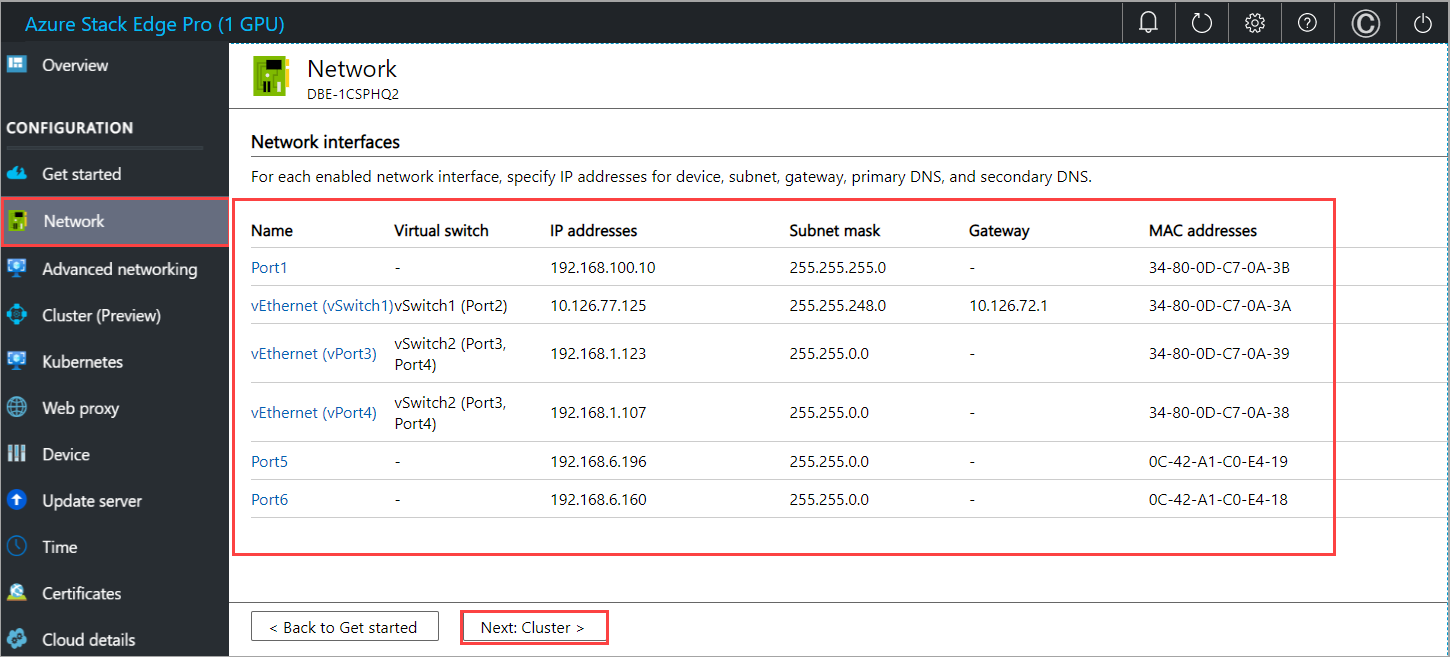 Azure Stack Edge Pro (1 GPU)
Overview
CONFIGURATION
Get started
Network
Advanced networking
Cluster (Preview)
Kubernetes
Web proxy
Device
Update server
Time
Certificates
Cloud details
Network
DBE-1CSPHQ2
Network interfaces
For each enabled network interface, specify IP addresses for device, subnet, gateway, primary DNS, and secondary DNS.
Name Virtual switch IP addresses Subnet mask Gateway MAC addresses
Port1 - 192.168.100.10 255.255.255.0 - 34-80-0D-C7-0A-3B
vEthernet (vSwitch1) vSwitch1 (Port2) 10.126.77.125 255.255.248.0 10.126.72.1 34-80-0D-C7-0A-3A
vEthernet (vPort3) vSwitch2 (Port3, 192.168.1.123 255.255.0.0 - 34-80-0D-C7-0A-39
Port4)
vEthernet (vPort4) vSwitch2 (Port3, 192.168.1.107 255.255.0.0 - 34-80-0D-C7-0A-38
Port4)
Port5 - 192.168.6.196 255.255.0.0 - 0C-42-A1-C0-E4-19
Port6 - 192.168.6.160 255.255.0.0 - 0C-42-A1-C0-E4-18
< Back to Get started
Next: Cluster >